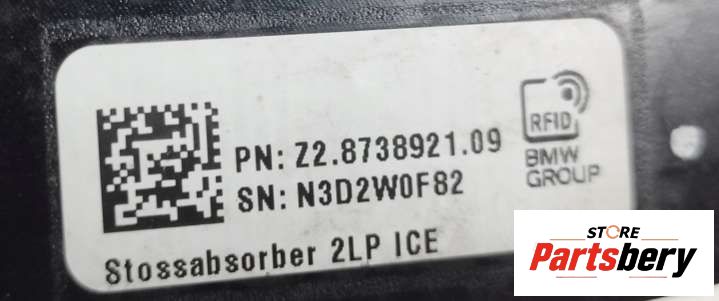 PN: Z2.8738921.09
SN: N3D2W0F82
Stossabsorber 2LP ICE
RFID
BMW
GROUP
STORE
Partsbery